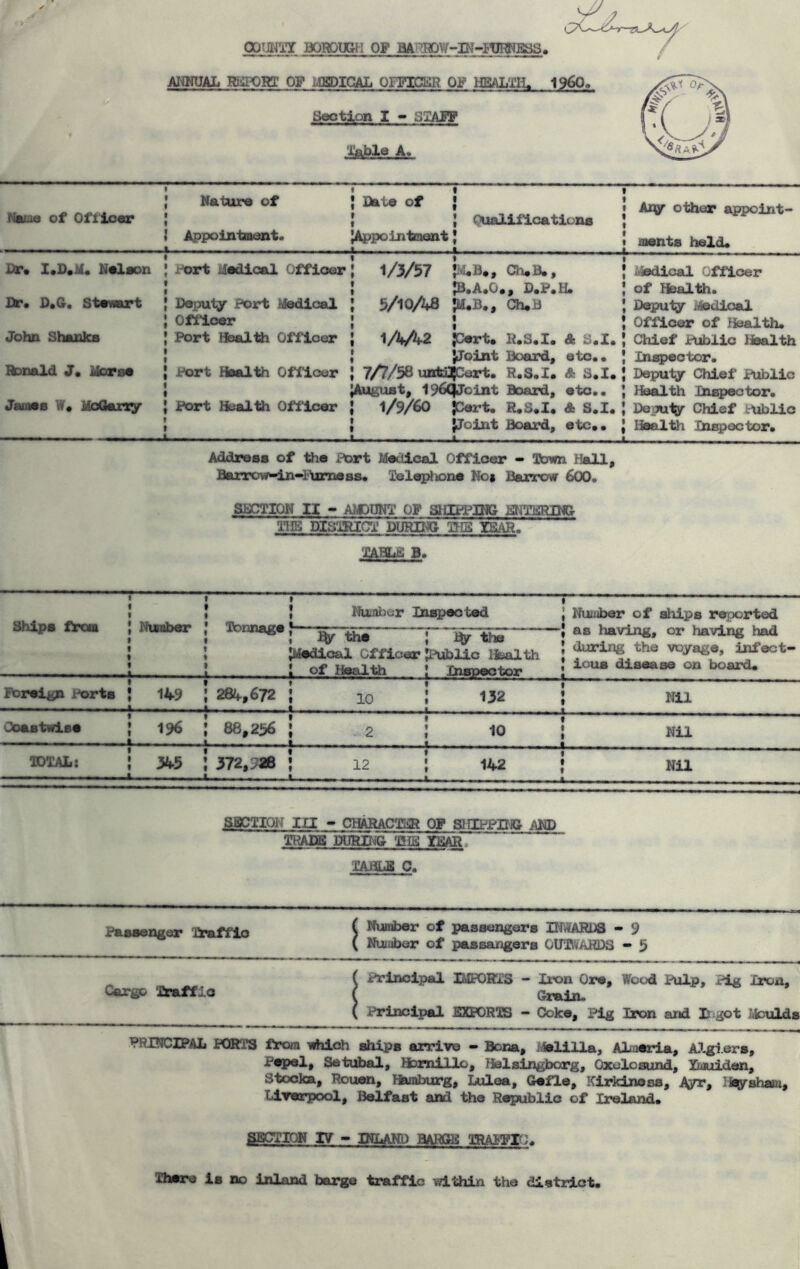 Library
COUNTY BOROUGH OF BARROW-IN-FURNESS.
ANNUAL REPORT OF MEDICAL OFFICER OF HEALTH. 1960.
MINISTRY OF HEALTH LIBRARY
Section I - STAFF
Table A.
Name of Officer | Nature of Appointment. | Date of Appointment | Qualifications | Any other appointments held.
Dr. I.D.M. Nelson | Port Medical Officer | 1/3/57 | M.B., Ch.B., B.A.O., D.P.H. | Medical Officer of Health.
Dr. D.G. Stewart | Deputy Port Medical Officer | 5/10/48 | M.B., Ch.B | Deputy Medical Officer of Health.
John Shanks | Port Health Officer | 1/4/42 | Cert. R.S.I. & S.I. Joint Board, etc.. | Chief Public Health Inspector.
Ronald J. Morse | Port Health Officer | 7/7/58 until August, 1960 | Cert. R.S.I. & S.I. Joint Board, etc.. | Deputy Chief Public Health Inspector.
James W. McGarry | Port Health Officer | 1/9/60 | Cert. R.S.I. & S.I. Joint Board, etc.. | Deputy Chief Public Health Inspector.
Address of the Port Medical Officer - Town Hall,
Barrow-in-Furness. Telephone No: Barrow 600.
SECTION II - AMOUNT OF SHIPPING ENTERING
THE DISTRICT DURING THE YEAR.
TABLE B.
Ships from | Number | Tonnage | Number Inspected | Number of ships reported as having, or having had during the voyage, infectious disease on board.
By the Medical Officer of Health | By the Public Health Inspector
Foreign Ports | 149 | 284,672 | 10 | 132 | Nil
Coastwise | 196 | 88,256 | 2 | 10 | Nil
TOTAL: | 345 | 372,928 | 12 | 142 | Nil
SECTION III - CHARACTER OF SHIPPING AND
TRADE DURING THE YEAR.
TABLE C.
Passenger Traffic ( Number of passengers INWARDS - 9
( Number of passangers OUTWARDS - 5
Cargo Traffic ( Principal IMPORTS - Iron Ore, Wood Pulp, Pig Iron,
( Grain.
( Principal EXPORTS - Coke, Pig Iron and Ingot Moulds
PRINCIPAL PORTS from which ships arrive - Bona, Melilla, Almeria, Algiers,
Pepel, Setubal, Hornillo, Helsingborg, Oxelosund, Ymuiden,
Stocka, Rouen, Hamburg, Lulea, Gefle, Kirkiness, Ayr, Heysham,
Liverpool, Belfast and the Republic of Ireland.
SECTION IV - INLAND BARGE TRAFFIC.
There is no inland barge traffic within the district.